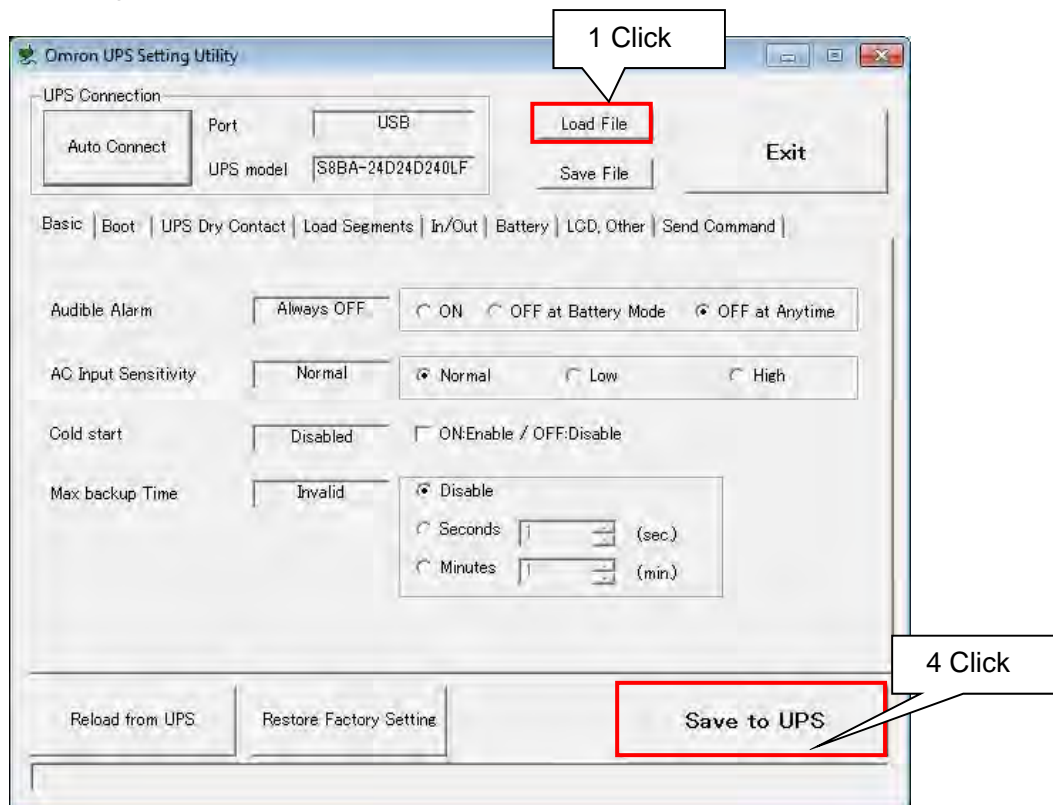 1 Click
Omron UPS Setting Utility
UPS Connection
Auto Connect
Port USB
UPS model S8BA-24D24D240LF
Load File
Save File
Exit
Basic Boot UPS Dry Contact Load Segments In/Out Battery LCD, Other Send Command
Audible Alarm Always OFF ON OFF at Battery Mode OFF at Anytime
AC Input Sensitivity Normal Normal Low High
Cold start Disabled ON:Enable / OFF:Disable
Max backup Time Invalid Disable
Seconds 1 (sec.)
Minutes 1 (min.)
4 Click
Reload from UPS Restore Factory Setting Save to UPS